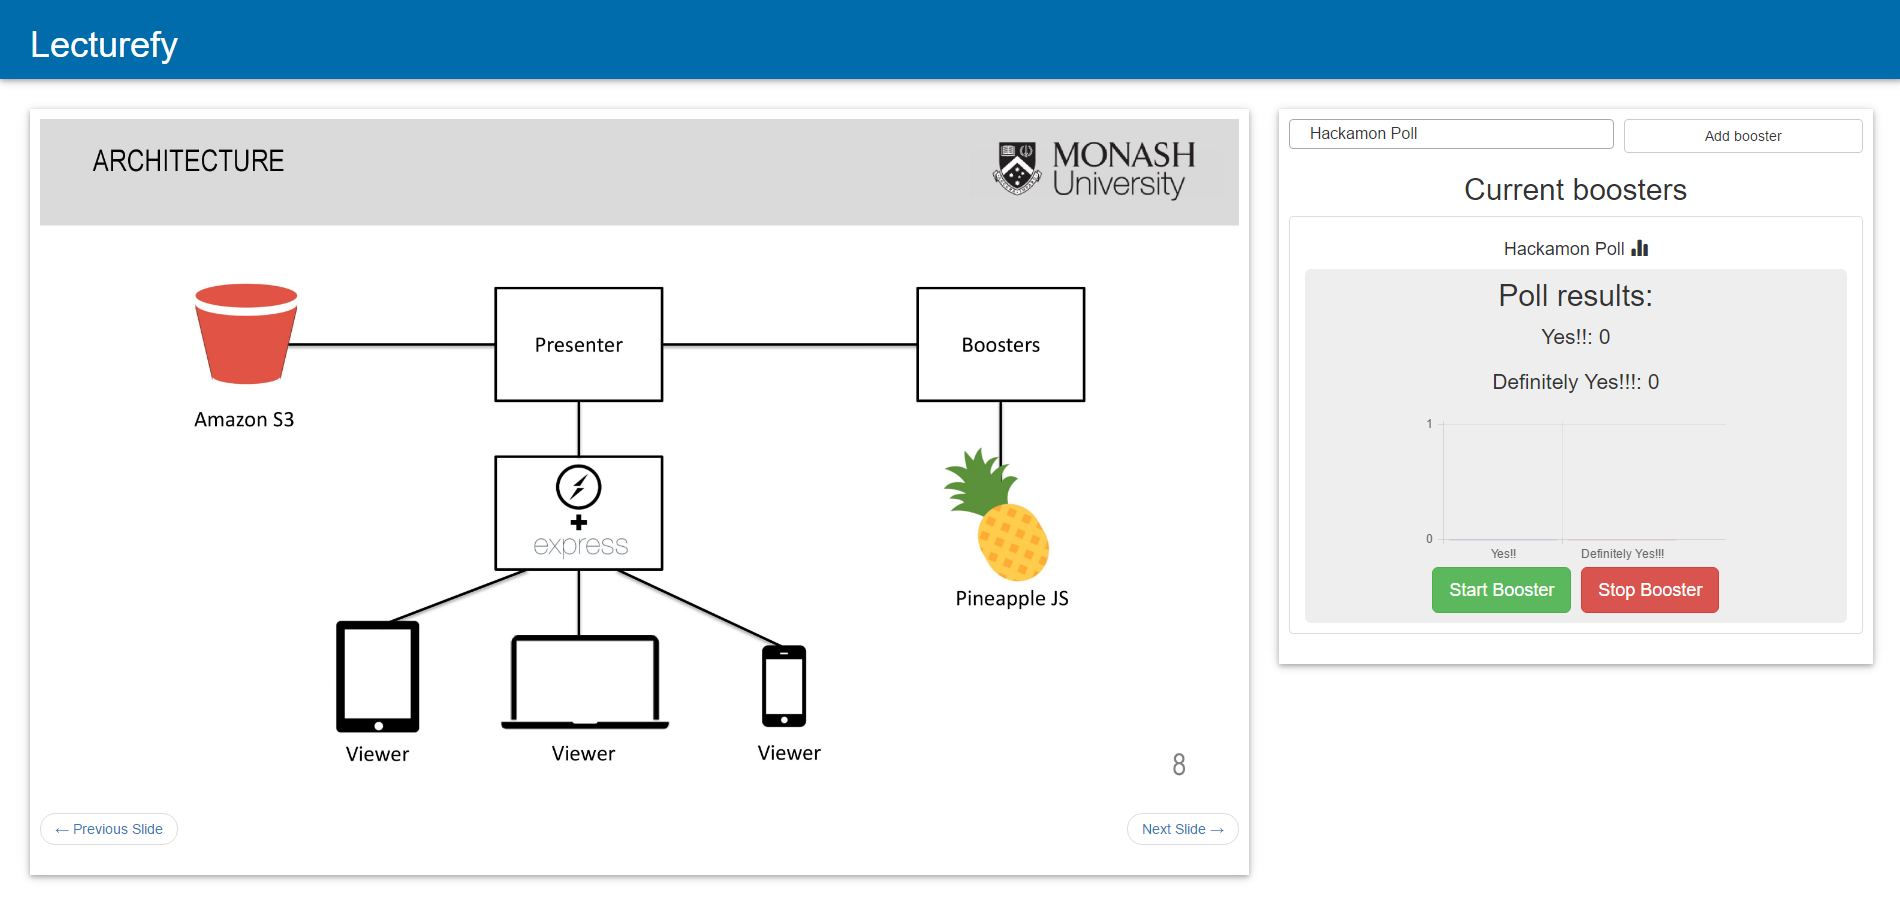 Lecturefy
ARCHITECTURE
MONASH
University
Presenter
Boosters
Amazon S3
express
Pineapple JS
Viewer
Viewer
Viewer
8
← Previous Slide
Next Slide →
Hackamon Poll
Add booster
Current boosters
Hackamon Poll
Poll results:
Yes!!: 0
Definitely Yes!!!: 0
1
0
Yes!!
Definitely Yes!!!
Start Booster
Stop Booster